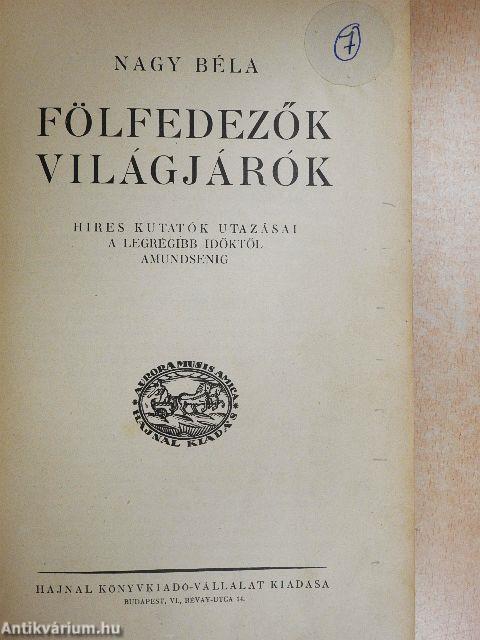 7
NAGY BÉLA
FÖLFEDEZŐK
VILÁGJÁRÓK
HIRES KUTATÓK UTAZÁSAI
A LEGRÉGIBB IDŐKTŐL
AMUNDSENIG
AURORA MUSIS AMICA
HAJNAL KIADÁS
HAJNAL KÖNYVKIADÓ-VÁLLALAT KIADÁSA
BUDAPEST, VI., RÉVAY-UTCA 14.
Antikvárium.hu